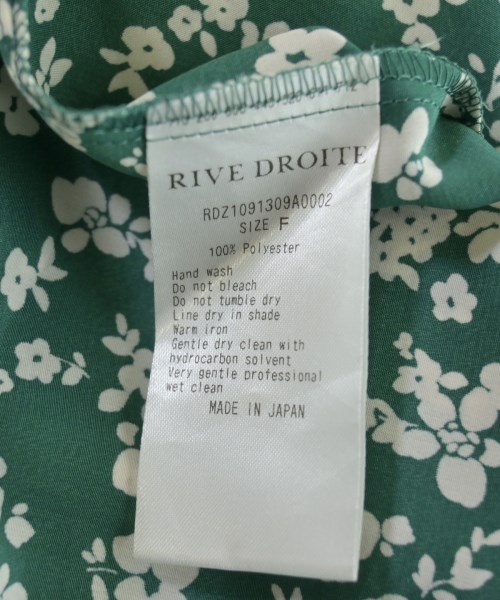 RIVE DROITE
RDZ1091309A0002
SIZE F
100% Polyester
Hand wash
Do not bleach
Do not tumble dry
Line dry in shade
Warm iron
Gentle dry clean with
hydrocarbon solvent
Very gentle professional
wet clean
MADE IN JAPAN